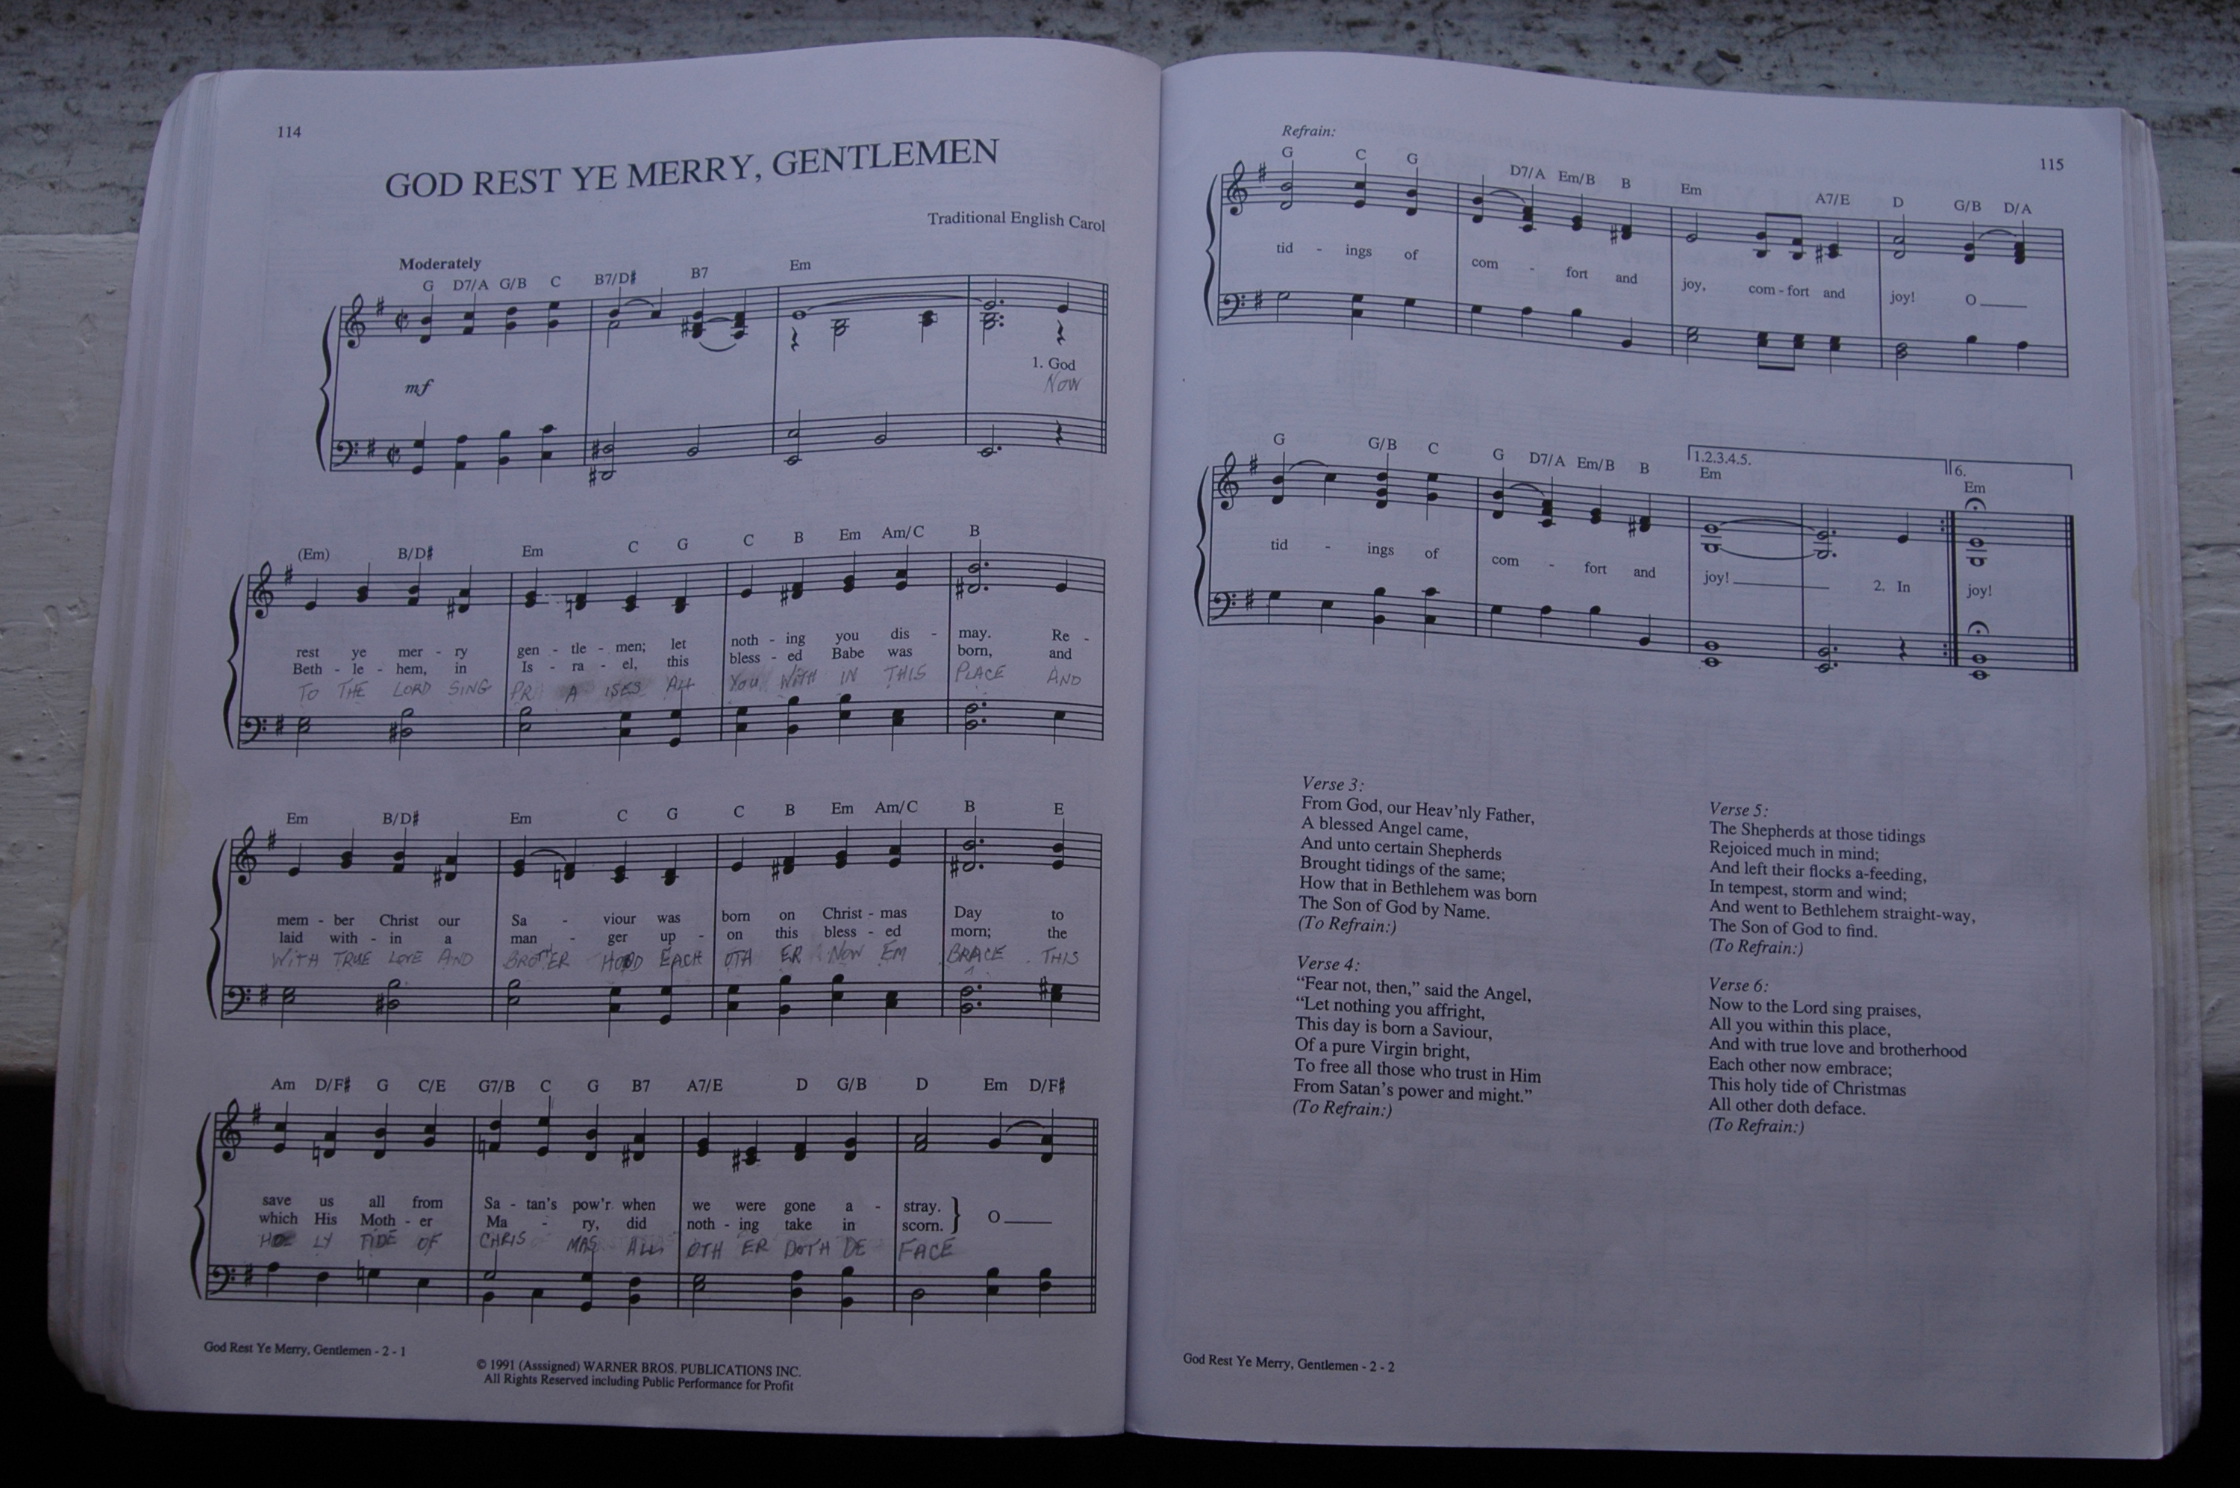 114
GOD REST YE MERRY, GENTLEMEN
Traditional English Carol
Moderately
G D7/A G/B C B7/D♯ B7 Em
mf
1. God
NOW
(Em) B/D♯ Em C G C B Em Am/C B
rest ye mer - ry gen - tle - men; let noth - ing you dis - may. Re -
Beth - le - hem, in Is - ra - el, this bless - ed Babe was born, and
TO THE LORD SING PR A ISES All You WITH IN THIS PLACE AND
Em B/D♯ Em C G C B Em Am/C B E
mem - ber Christ our Sa - viour was born on Christ - mas Day to
laid with - in a man - ger up - on this bless - ed morn; the
WITH TRUE LOVE AND BROTHER HOOD EACH OTH ER NOW EM BRACE THIS
Am D/F♯ G C/E G7/B C G B7 A7/E D G/B D Em D/F♯
save us all from Sa - tan's pow'r when we were gone a - stray. } O
which His Moth - er Ma - ry, did noth - ing take in scorn.
HO LY TIDE OF CHRIS MAS ALL OTH ER DOTH DE FACE
God Rest Ye Merry, Gentlemen - 2 - 1
© 1991 (Asssigned) WARNER BROS. PUBLICATIONS INC.
All Rights Reserved including Public Performance for Profit
115
Refrain:
G C G D7/A Em/B B Em A7/E D G/B D/A
tid - ings of com - fort and joy, com - fort and joy! O
G G/B C G D7/A Em/B B 1.2.3.4.5. Em 6. Em
tid - ings of com - fort and joy! 2. In joy!
Verse 3:
From God, our Heav'nly Father,
A blessed Angel came,
And unto certain Shepherds
Brought tidings of the same;
How that in Bethlehem was born
The Son of God by Name.
(To Refrain:)
Verse 4:
“Fear not, then,” said the Angel,
“Let nothing you affright,
This day is born a Saviour,
Of a pure Virgin bright,
To free all those who trust in Him
From Satan's power and might.”
(To Refrain:)
Verse 5:
The Shepherds at those tidings
Rejoiced much in mind;
And left their flocks a-feeding,
In tempest, storm and wind;
And went to Bethlehem straight-way,
The Son of God to find.
(To Refrain:)
Verse 6:
Now to the Lord sing praises,
All you within this place,
And with true love and brotherhood
Each other now embrace;
This holy tide of Christmas
All other doth deface.
(To Refrain:)
God Rest Ye Merry, Gentlemen - 2 - 2